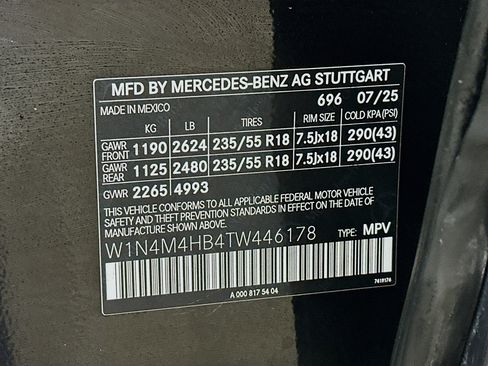 MFD BY MERCEDES-BENZ AG STUTTGART
696 07/25
MADE IN MEXICO
KG LB TIRES RIM SIZE COLD KPA(PSI)
GAWR FRONT 1190 2624 235/55 R18 7.5Jx18 290(43)
GAWR REAR 1125 2480 235/55 R18 7.5Jx18 290(43)
GVWR 2265 4993
THIS VEHICLE CONFORMS TO ALL APPLICABLE FEDERAL MOTOR VEHICLE
SAFETY AND THEFT PREVENTION STANDARDS IN EFFECT ON THE DATE OF
MANUFACTURE SHOWN ABOVE.
W1N4M4HB4TW446178 TYPE: MPV
A 000 817 54 04